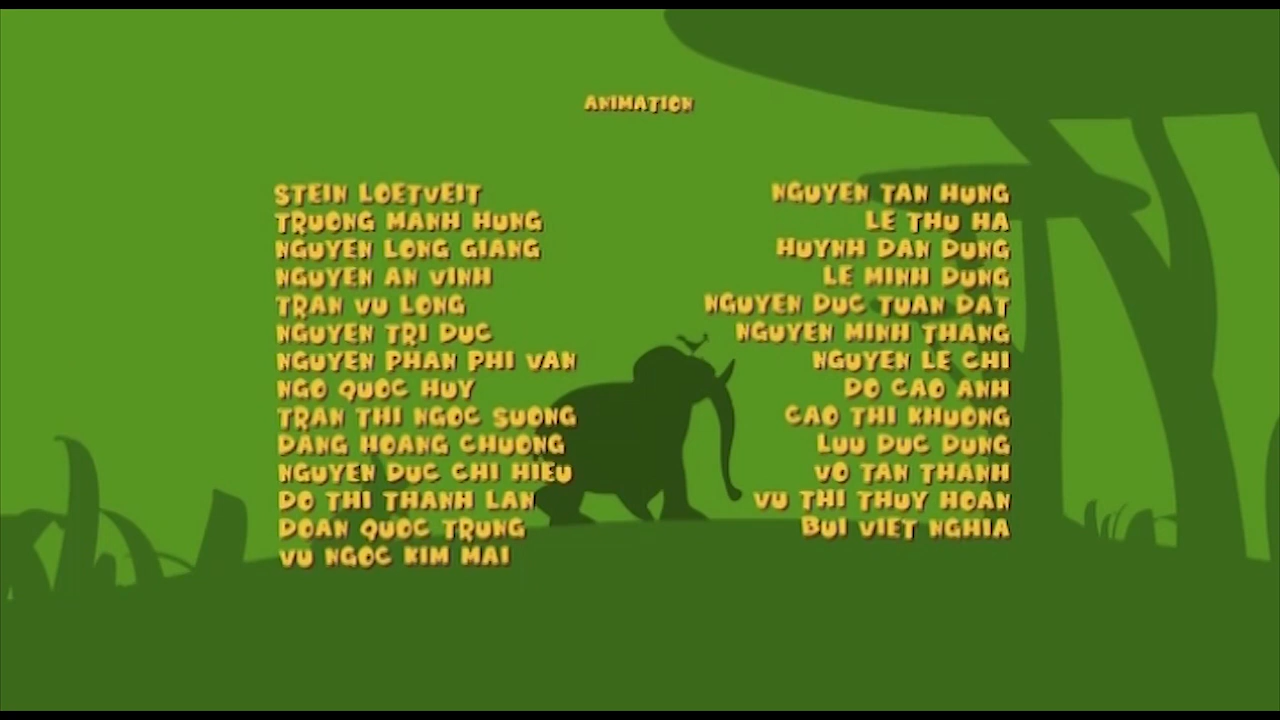 ANIMATION
STEIN LOETVEIT
TRUONG MANH HUNG
NGUYEN LONG GIANG
NGUYEN AN VINH
TRAN VU LONG
NGUYEN TRI DUC
NGUYEN PHAN PHI VAN
NGO QUOC HUY
TRAN THI NGOC SUONG
DANG HOANG CHUONG
NGUYEN DUC CHI HIEU
DO THI THANH LAN
DOAN QUOC TRUNG
VU NGOC KIM MAI
NGUYEN TAN HUNG
LE THU HA
HUYNH DAN DUNG
LE MINH DUNG
NGUYEN DUC TUAN DAT
NGUYEN MINH THANG
NGUYEN LE CHI
DO CAO ANH
CAO THI KHUONG
LUU DUC DUNG
VO TAN THANH
VU THI THUY HOAN
BUI VIET NGHIA